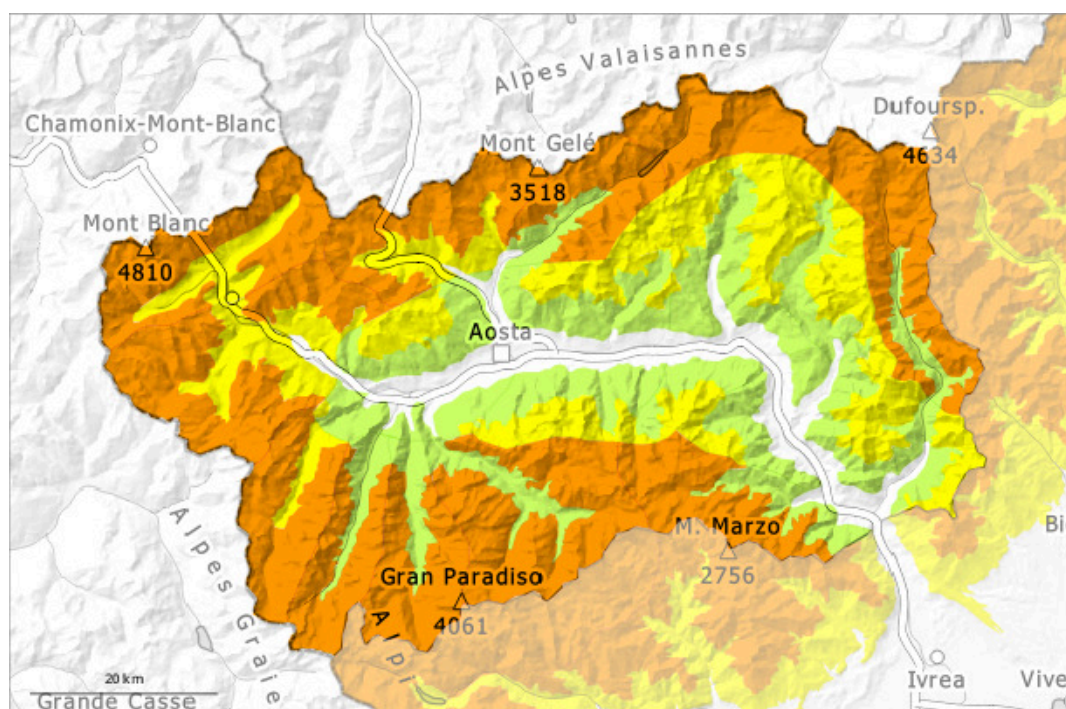 Alpes Valaisannes
Dufoursp.
4634
Chamonix-Mont-Blanc
Mont Gelé
3518
Mont Blanc
4810
Aosta
M. Marzo
2756
Gran Paradiso
4061
Alpes Graie
Alpi
Bi
20 km
Grande Casse
Ivrea
Vive